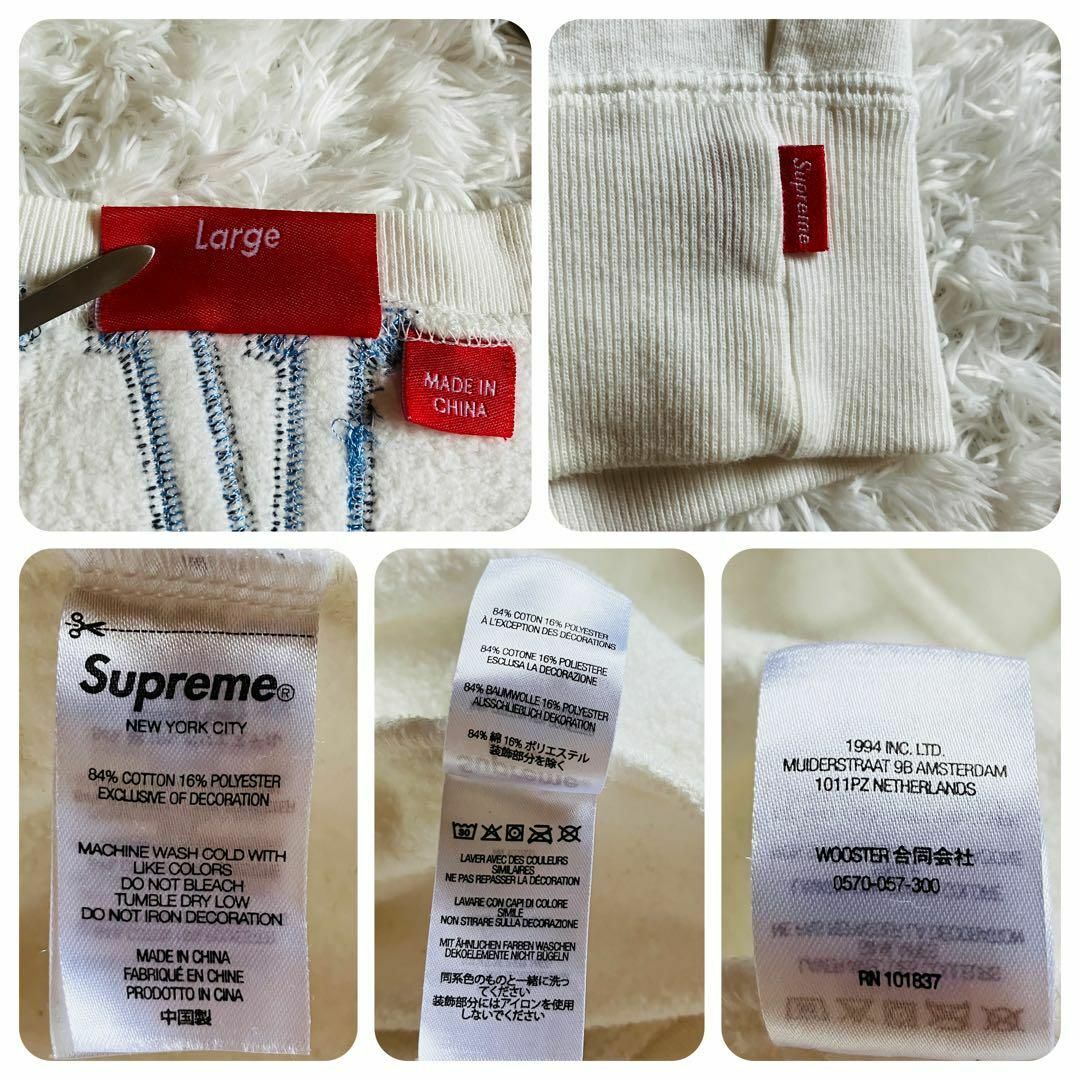 Large
MADE IN
CHINA
Supreme
Supreme®
NEW YORK CITY
84% COTTON 16% POLYESTER
EXCLUSIVE OF DECORATION
MACHINE WASH COLD WITH
LIKE COLORS
DO NOT BLEACH
TUMBLE DRY LOW
DO NOT IRON DECORATION
MADE IN CHINA
FABRIQUÉ EN CHINE
PRODOTTO IN CINA
中国製
84% COTON 16% POLYESTER
À L'EXCEPTION DES DÉCORATIONS
84% COTONE 16% POLIESTERE
ESCLUSA LA DECORAZIONE
84% BAUMWOLLE 16% POLYESTER
AUSSCHLIEBLICH DEKORATION
84% 綿 16% ポリエステル
装飾部分を除く
30
LAVER AVEC DES COULEURS
SIMILAIRES
NE PAS REPASSER LA DÉCORATION
LAVARE CON CAPI DI COLORE
SIMILE
NON STIRARE SULLA DECORAZIONE
MIT ÄHNLICHEN FARBEN WASCHEN
DEKOELEMENTE NICHT BÜGELN
同系色のものと一緒に洗っ
てください
装飾部分にはアイロンを使用
しないでください
1994 INC. LTD.
MUIDERSTRAAT 9B AMSTERDAM
1011PZ NETHERLANDS
WOOSTER 合同会社
0570-057-300
RN 101837